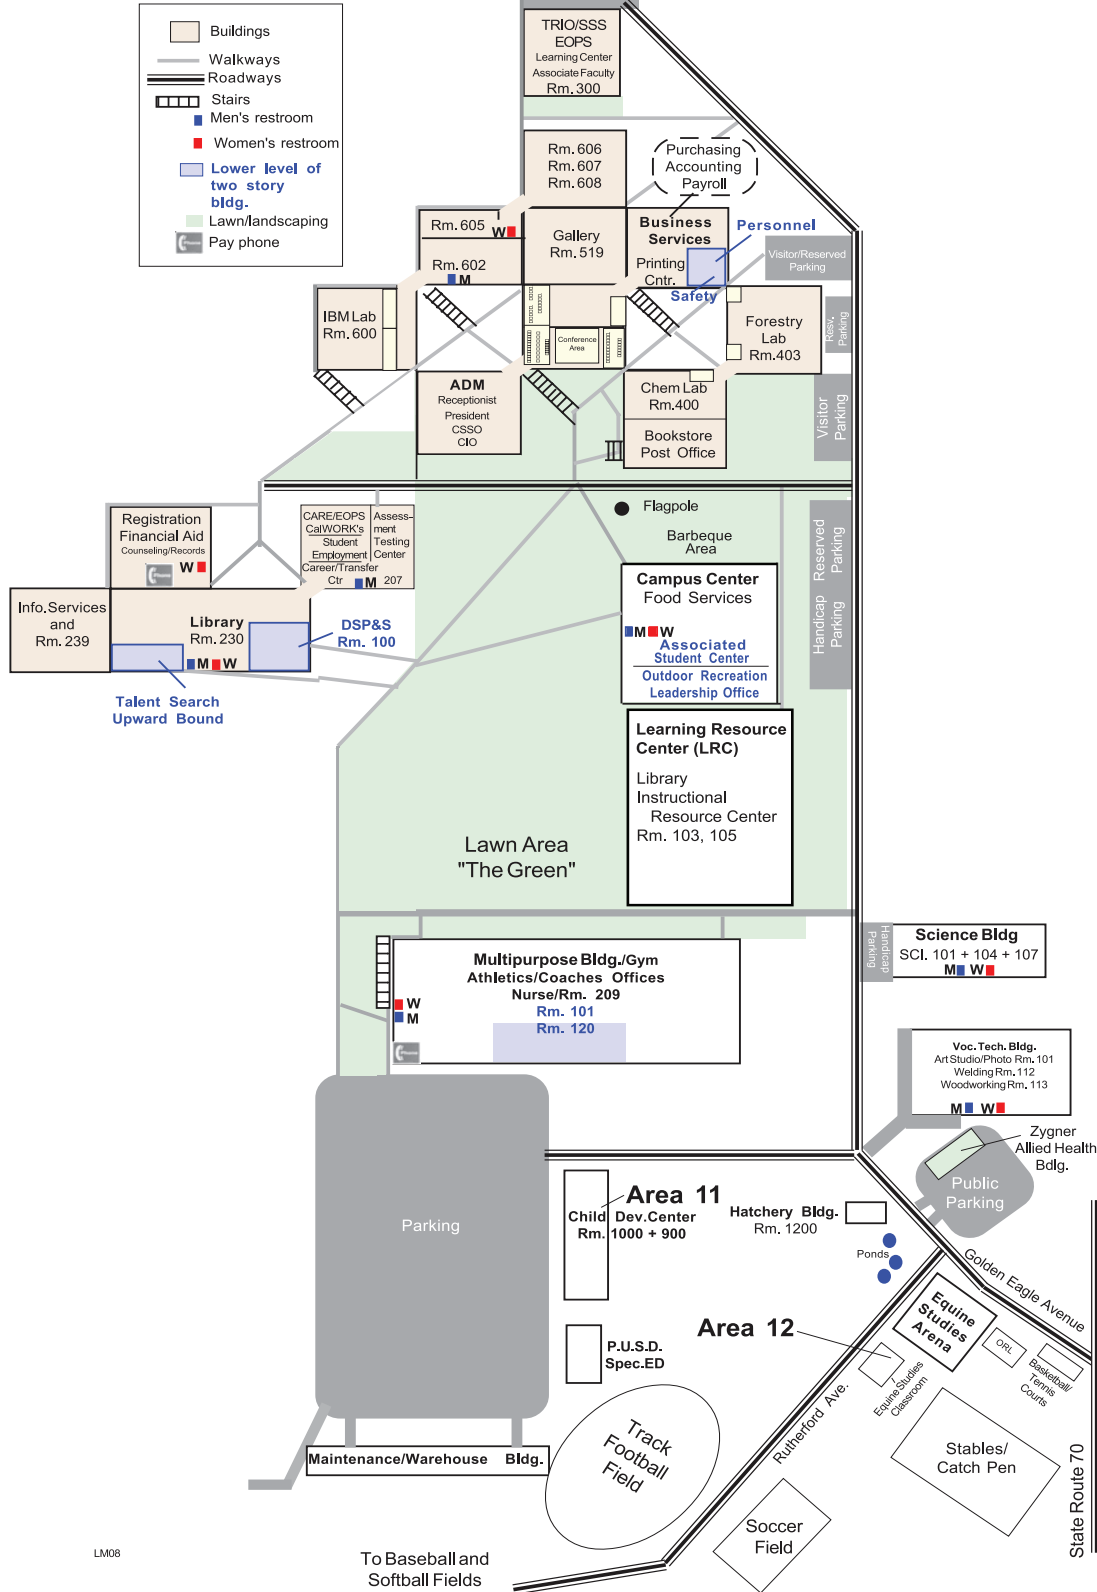 Buildings
Walkways
Roadways
Stairs
Men's restroom
Women's restroom
Lower level of
two story
bldg.
Lawn/landscaping
Pay phone
TRIO/SSS
EOPS
Learning Center
Associate Faculty
Rm. 300
Rm. 606
Rm. 607
Rm. 608
Purchasing
Accounting
Payroll
Rm. 605
W
Rm. 602
M
Gallery
Rm. 519
Business
Services
Printing
Cntr.
Personnel
Safety
Visitor/Reserved
Parking
IBM Lab
Rm. 600
Conference
Area
Forestry
Lab
Rm. 403
Resv.
Parking
ADM
Receptionist
President
CSSO
CIO
Chem Lab
Rm. 400
Bookstore
Post Office
Visitor
Parking
Registration
Financial Aid
Counseling/Records
W
CARE/EOPS
CalWORK's
Student
Employment
Career/Transfer
Ctr
M
Assess-
ment
Testing
Center
207
Flagpole
Barbeque
Area
Reserved
Parking
Handicap
Parking
Info. Services
and
Rm. 239
Library
Rm. 230
M W
DSP&S
Rm. 100
Talent Search
Upward Bound
Campus Center
Food Services
M W
Associated
Student Center
Outdoor Recreation
Leadership Office
Learning Resource
Center (LRC)
Library
Instructional
Resource Center
Rm. 103, 105
Lawn Area
"The Green"
Handicap
Parking
Science Bldg
SCI. 101 + 104 + 107
M W
Multipurpose Bldg./Gym
Athletics/Coaches Offices
Nurse/Rm. 209
Rm. 101
Rm. 120
W
M
Voc. Tech. Bldg.
Art Studio/Photo Rm. 101
Welding Rm. 112
Woodworking Rm. 113
M W
Zygner
Allied Health
Bdlg.
Public
Parking
Parking
Area 11
Child Dev. Center
Rm. 1000 + 900
Hatchery Bldg.
Rm. 1200
Ponds
Golden Eagle Avenue
Area 12
Equine
Studies
Arena
ORL
Basketball/
Tennis
Courts
Equine Studies
Classroom
P.U.S.D.
Spec. ED
Rutherford Ave.
Track
Football
Field
Stables/
Catch Pen
State Route 70
Maintenance/Warehouse Bldg.
Soccer
Field
LM08
To Baseball and
Softball Fields